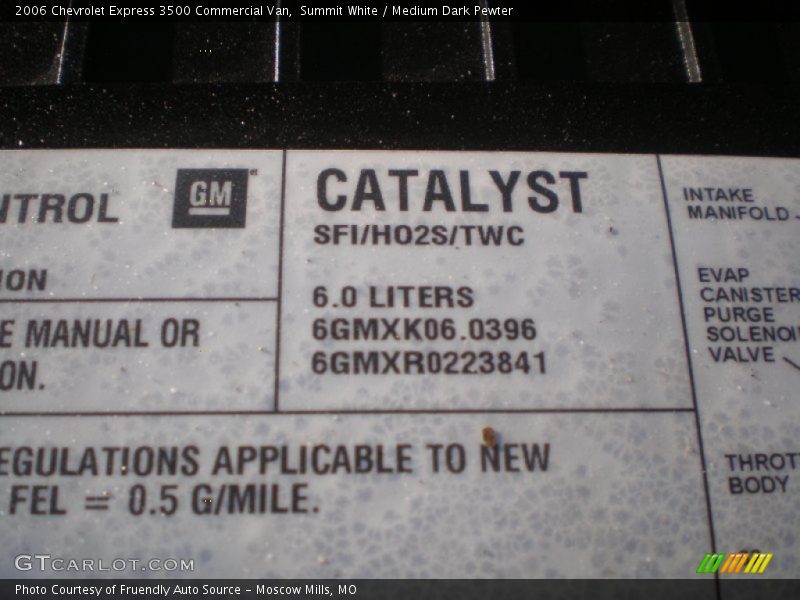 2006 Chevrolet Express 3500 Commercial Van, Summit White / Medium Dark Pewter
NTROL
GM
CATALYST
SFI/HO2S/TWC
INTAKE
MANIFOLD
ION
6.0 LITERS
6GMXK06.0396
6GMXR0223841
EVAP
CANISTER
PURGE
SOLENOI
VALVE
E MANUAL OR
ON.
EGULATIONS APPLICABLE TO NEW
FEL = 0.5 G/MILE.
THROT
BODY
GTCARLOT.COM
Photo Courtesy of Fruendly Auto Source - Moscow Mills, MO